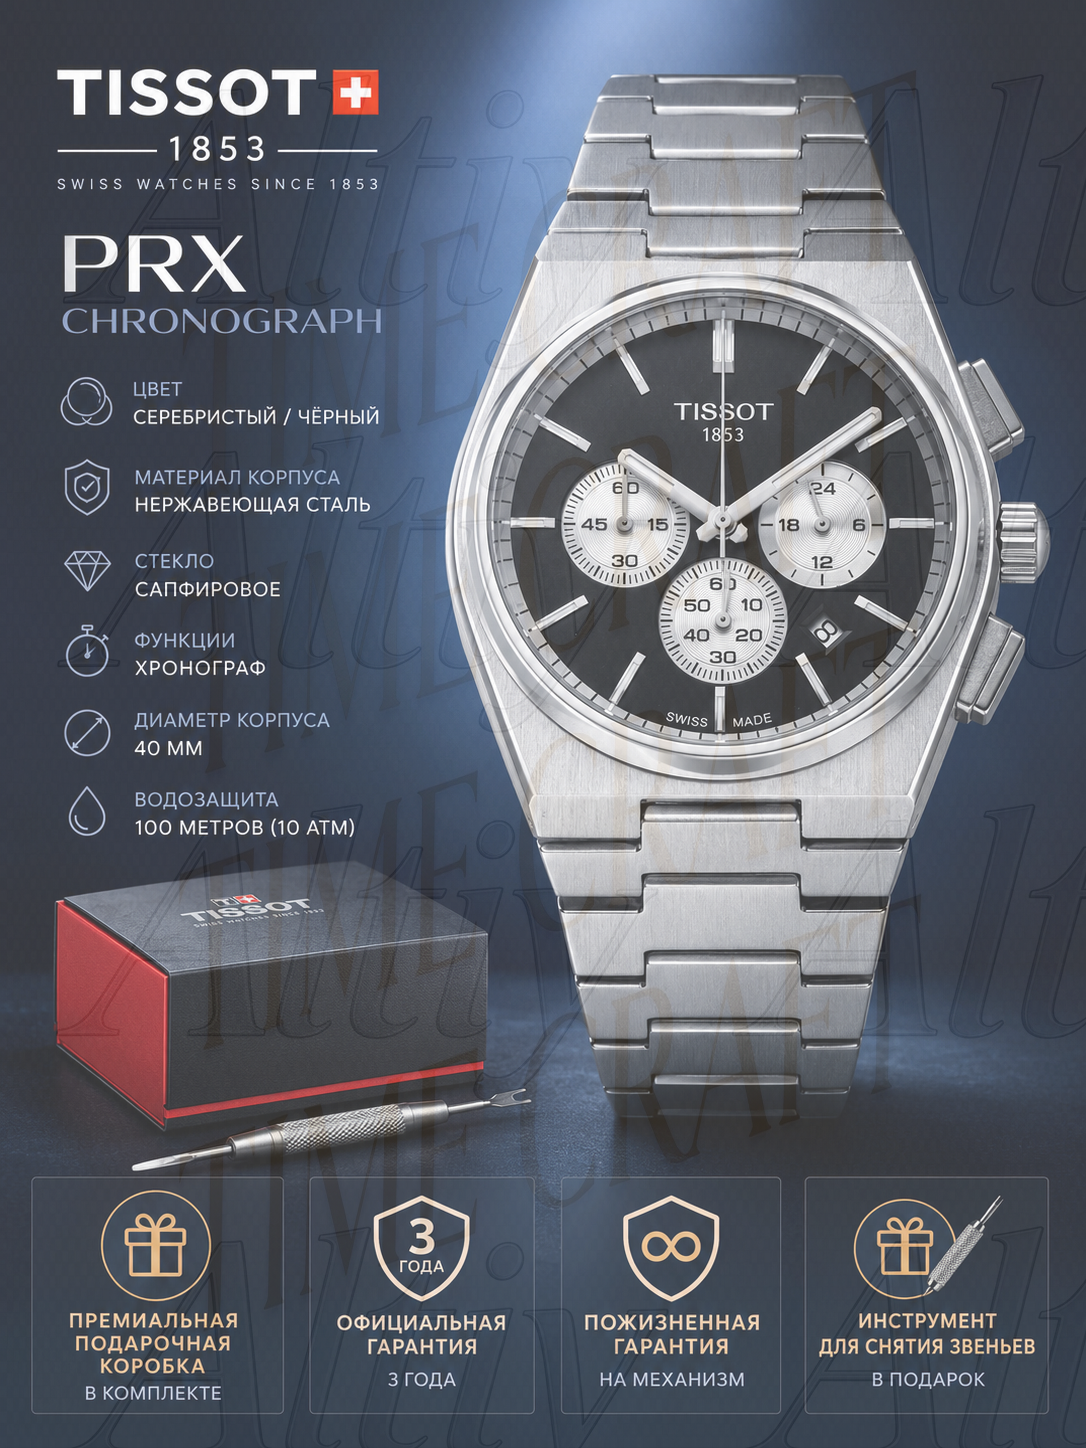 TISSOT
1853
SWISS WATCHES SINCE 1853
PRX
CHRONOGRAPH
ЦВЕТ
СЕРЕБРИСТЫЙ / ЧЁРНЫЙ
МАТЕРИАЛ КОРПУСА
НЕРЖАВЕЮЩАЯ СТАЛЬ
СТЕКЛО
САПФИРОВОЕ
ФУНКЦИИ
ХРОНОГРАФ
ДИАМЕТР КОРПУСА
40 ММ
ВОДОЗАЩИТА
100 МЕТРОВ (10 АТМ)
TISSOT
1853
60
45 15
30
24
18 6
12
60
50 10
40 20
30
8
SWISS MADE
T
TISSOT
SWISS WATCHES SINCE 1853
ПРЕМИАЛЬНАЯ
ПОДАРОЧНАЯ
КОРОБКА
В КОМПЛЕКТЕ
3
ГОДА
ОФИЦИАЛЬНАЯ
ГАРАНТИЯ
3 ГОДА
ПОЖИЗНЕННАЯ
ГАРАНТИЯ
НА МЕХАНИЗМ
ИНСТРУМЕНТ
ДЛЯ СНЯТИЯ ЗВЕНЬЕВ
В ПОДАРОК